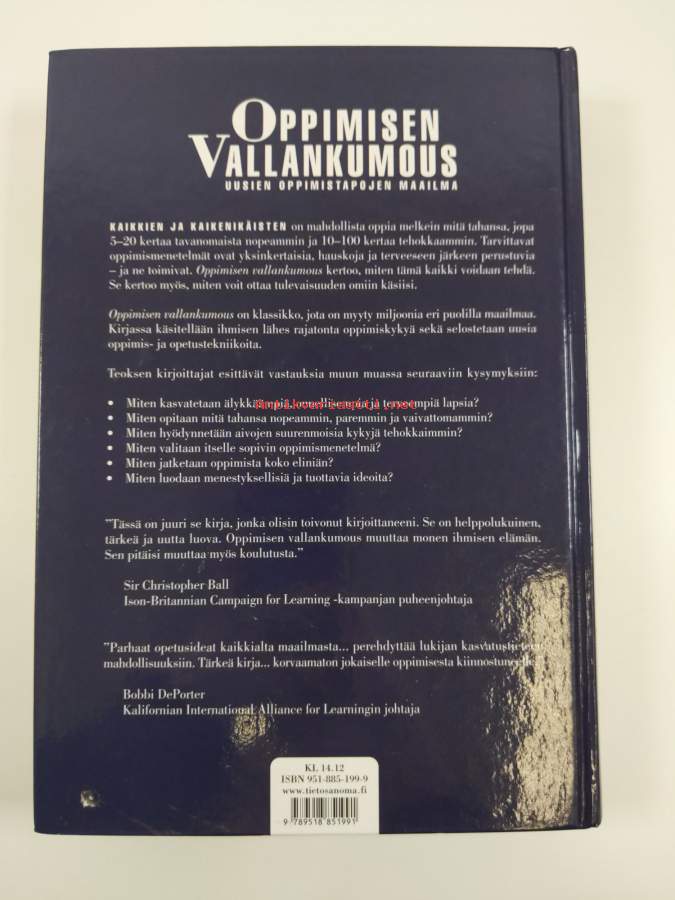 OPPIMISEN
VALLANKUMOUS
UUSIEN OPPIMISTAPOJEN MAAILMA
KAIKKIEN JA KAIKENIKÄISTEN on mahdollista oppia melkein mitä tahansa, jopa
5–20 kertaa tavanomaista nopeammin ja 10–100 kertaa tehokkaammin. Tarvittavat
oppimismenetelmät ovat yksinkertaisia, hauskoja ja terveeseen järkeen perustuvia
– ja ne toimivat. Oppimisen vallankumous kertoo, miten tämä kaikki voidaan tehdä.
Se kertoo myös, miten voit ottaa tulevaisuuden omiin käsiisi.
Oppimisen vallankumous on klassikko, jota on myyty miljoonia eri puolilla maailmaa.
Kirjassa käsitellään ihmisen lähes rajatonta oppimiskykyä sekä selostetaan uusia
oppimis- ja opetustekniikoita.
Teoksen kirjoittajat esittävät vastauksia muun muassa seuraaviin kysymyksiin:
• Miten kasvatetaan älykkäämpiä, onnellisempia ja terveempiä lapsia?
Antikvariaatti.net
• Miten opitaan mitä tahansa nopeammin, paremmin ja vaivattomammin?
• Miten hyödynnetään aivojen suurenmoisia kykyjä tehokkaimmin?
• Miten valitaan itselle sopivin oppimismenetelmä?
• Miten jatketaan oppimista koko eliniän?
• Miten luodaan menestyksellisiä ja tuottavia ideoita?
”Tässä on juuri se kirja, jonka olisin toivonut kirjoittaneeni. Se on helppolukuinen,
tärkeä ja uutta luova. Oppimisen vallankumous muuttaa monen ihmisen elämän.
Sen pitäisi muuttaa myös koulutusta.”
Sir Christopher Ball
Ison-Britannian Campaign for Learning -kampanjan puheenjohtaja
”Parhaat opetusideat kaikkialta maailmasta... perehdyttää lukijan kasvatustieteen
mahdollisuuksiin. Tärkeä kirja... korvaamaton jokaiselle oppimisesta kiinnostuneelle.”
Bobbi DePorter
Kalifornian International Alliance for Learningin johtaja
KL 14.12
ISBN 951-885-199-9
www.tietosanoma.fi
9 789518 851991